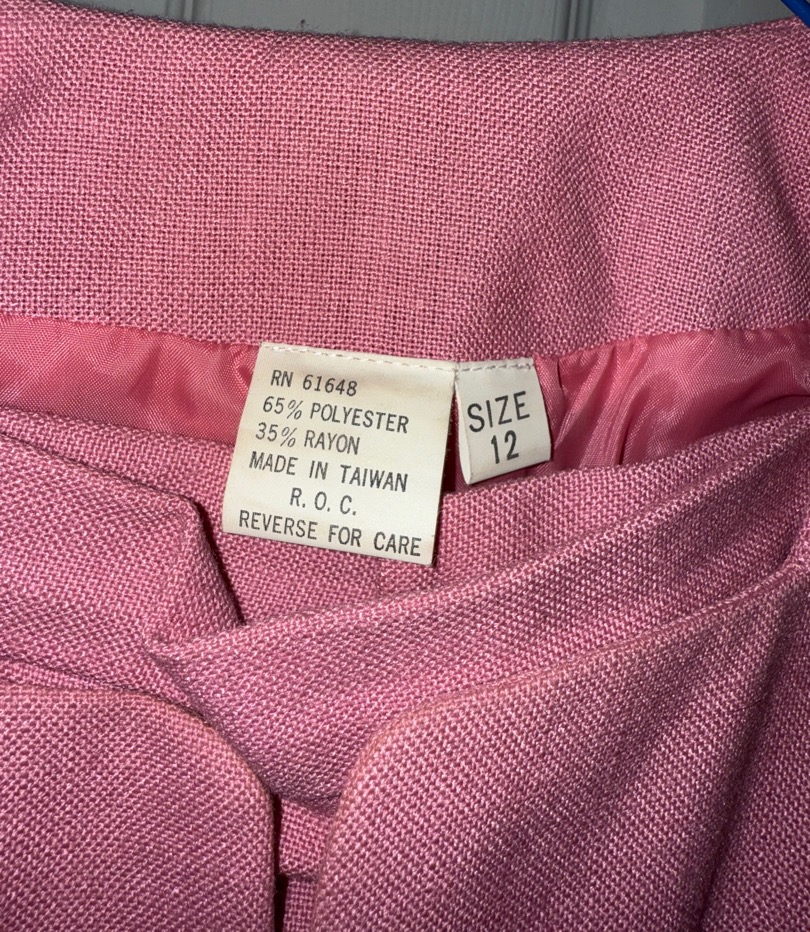 RN 61648
65% POLYESTER
35% RAYON
MADE IN TAIWAN
R. O. C.
REVERSE FOR CARE
SIZE
12